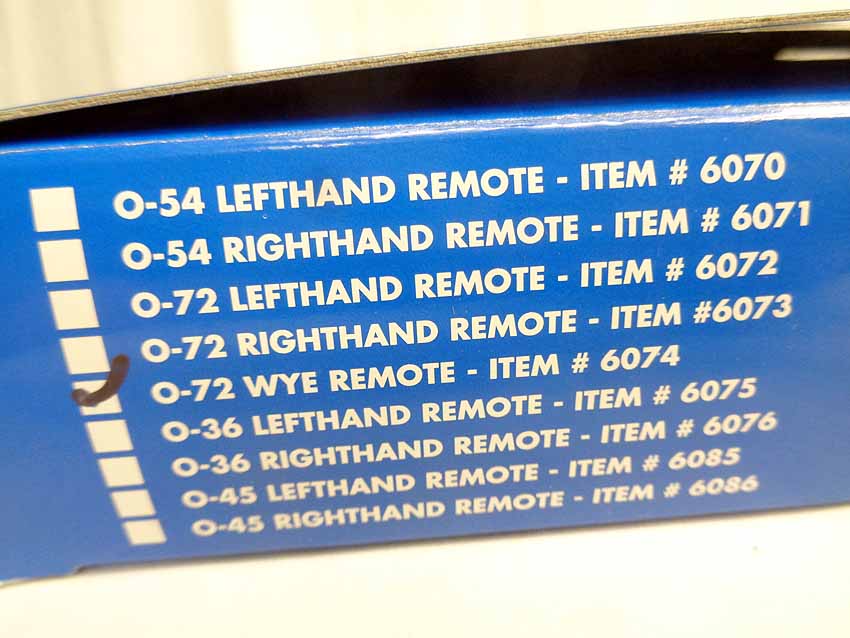 O-54 LEFTHAND REMOTE - ITEM # 6070
O-54 RIGHTHAND REMOTE - ITEM # 6071
O-72 LEFTHAND REMOTE - ITEM # 6072
O-72 RIGHTHAND REMOTE - ITEM #6073
O-72 WYE REMOTE - ITEM # 6074
O-36 LEFTHAND REMOTE - ITEM # 6075
O-36 RIGHTHAND REMOTE - ITEM # 6076
O-45 LEFTHAND REMOTE - ITEM # 6085
O-45 RIGHTHAND REMOTE - ITEM # 6086